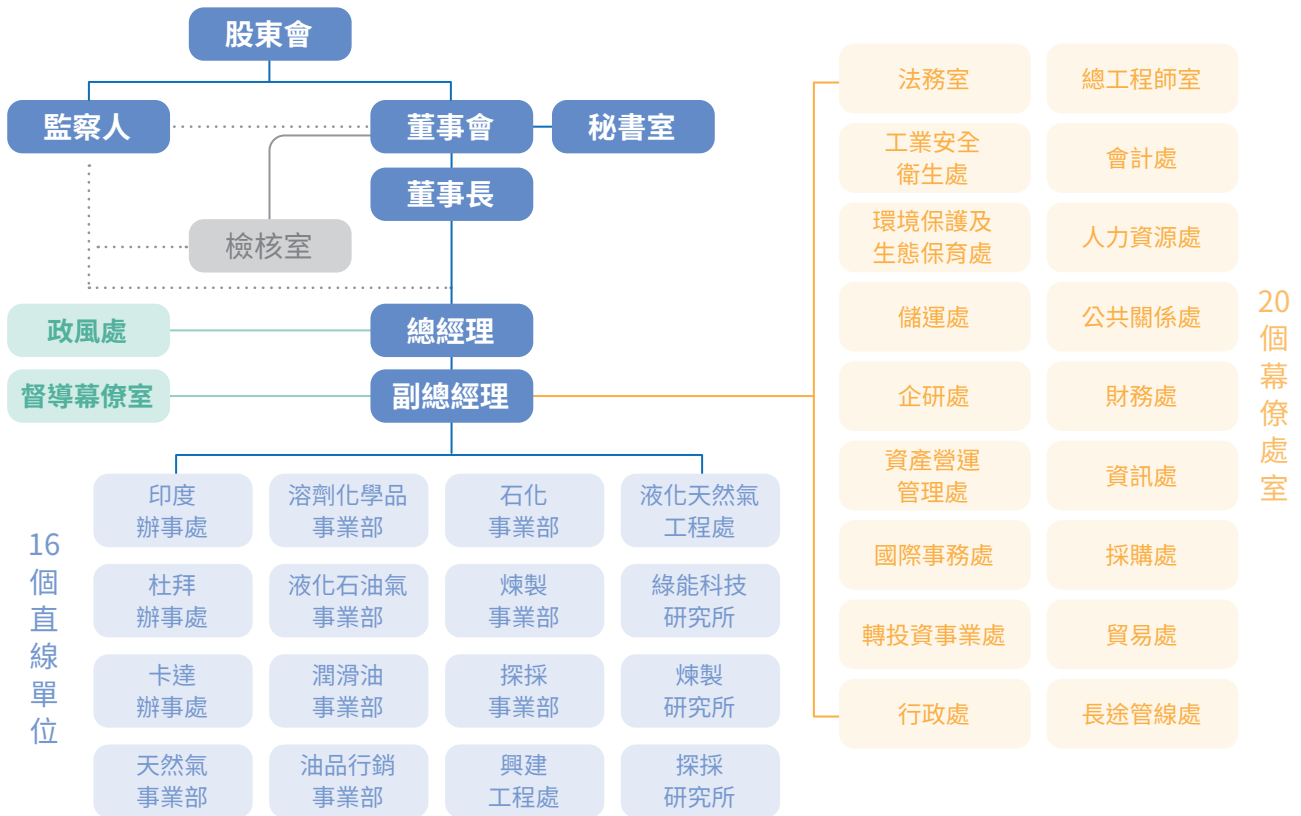 股東會
監察人
董事會
秘書室
董事長
檢核室
政風處
總經理
督導幕僚室
副總經理
16
個
直
線
單
位
印度
辦事處
溶劑化學品
事業部
石化
事業部
液化天然氣
工程處
杜拜
辦事處
液化石油氣
事業部
煉製
事業部
綠能科技
研究所
卡達
辦事處
潤滑油
事業部
探採
事業部
煉製
研究所
天然氣
事業部
油品行銷
事業部
興建
工程處
探採
研究所
法務室
總工程師室
工業安全
衛生處
會計處
環境保護及
生態保育處
人力資源處
儲運處
公共關係處
企研處
財務處
資產營運
管理處
資訊處
國際事務處
採購處
轉投資事業處
貿易處
行政處
長途管線處
20
個
幕
僚
處
室